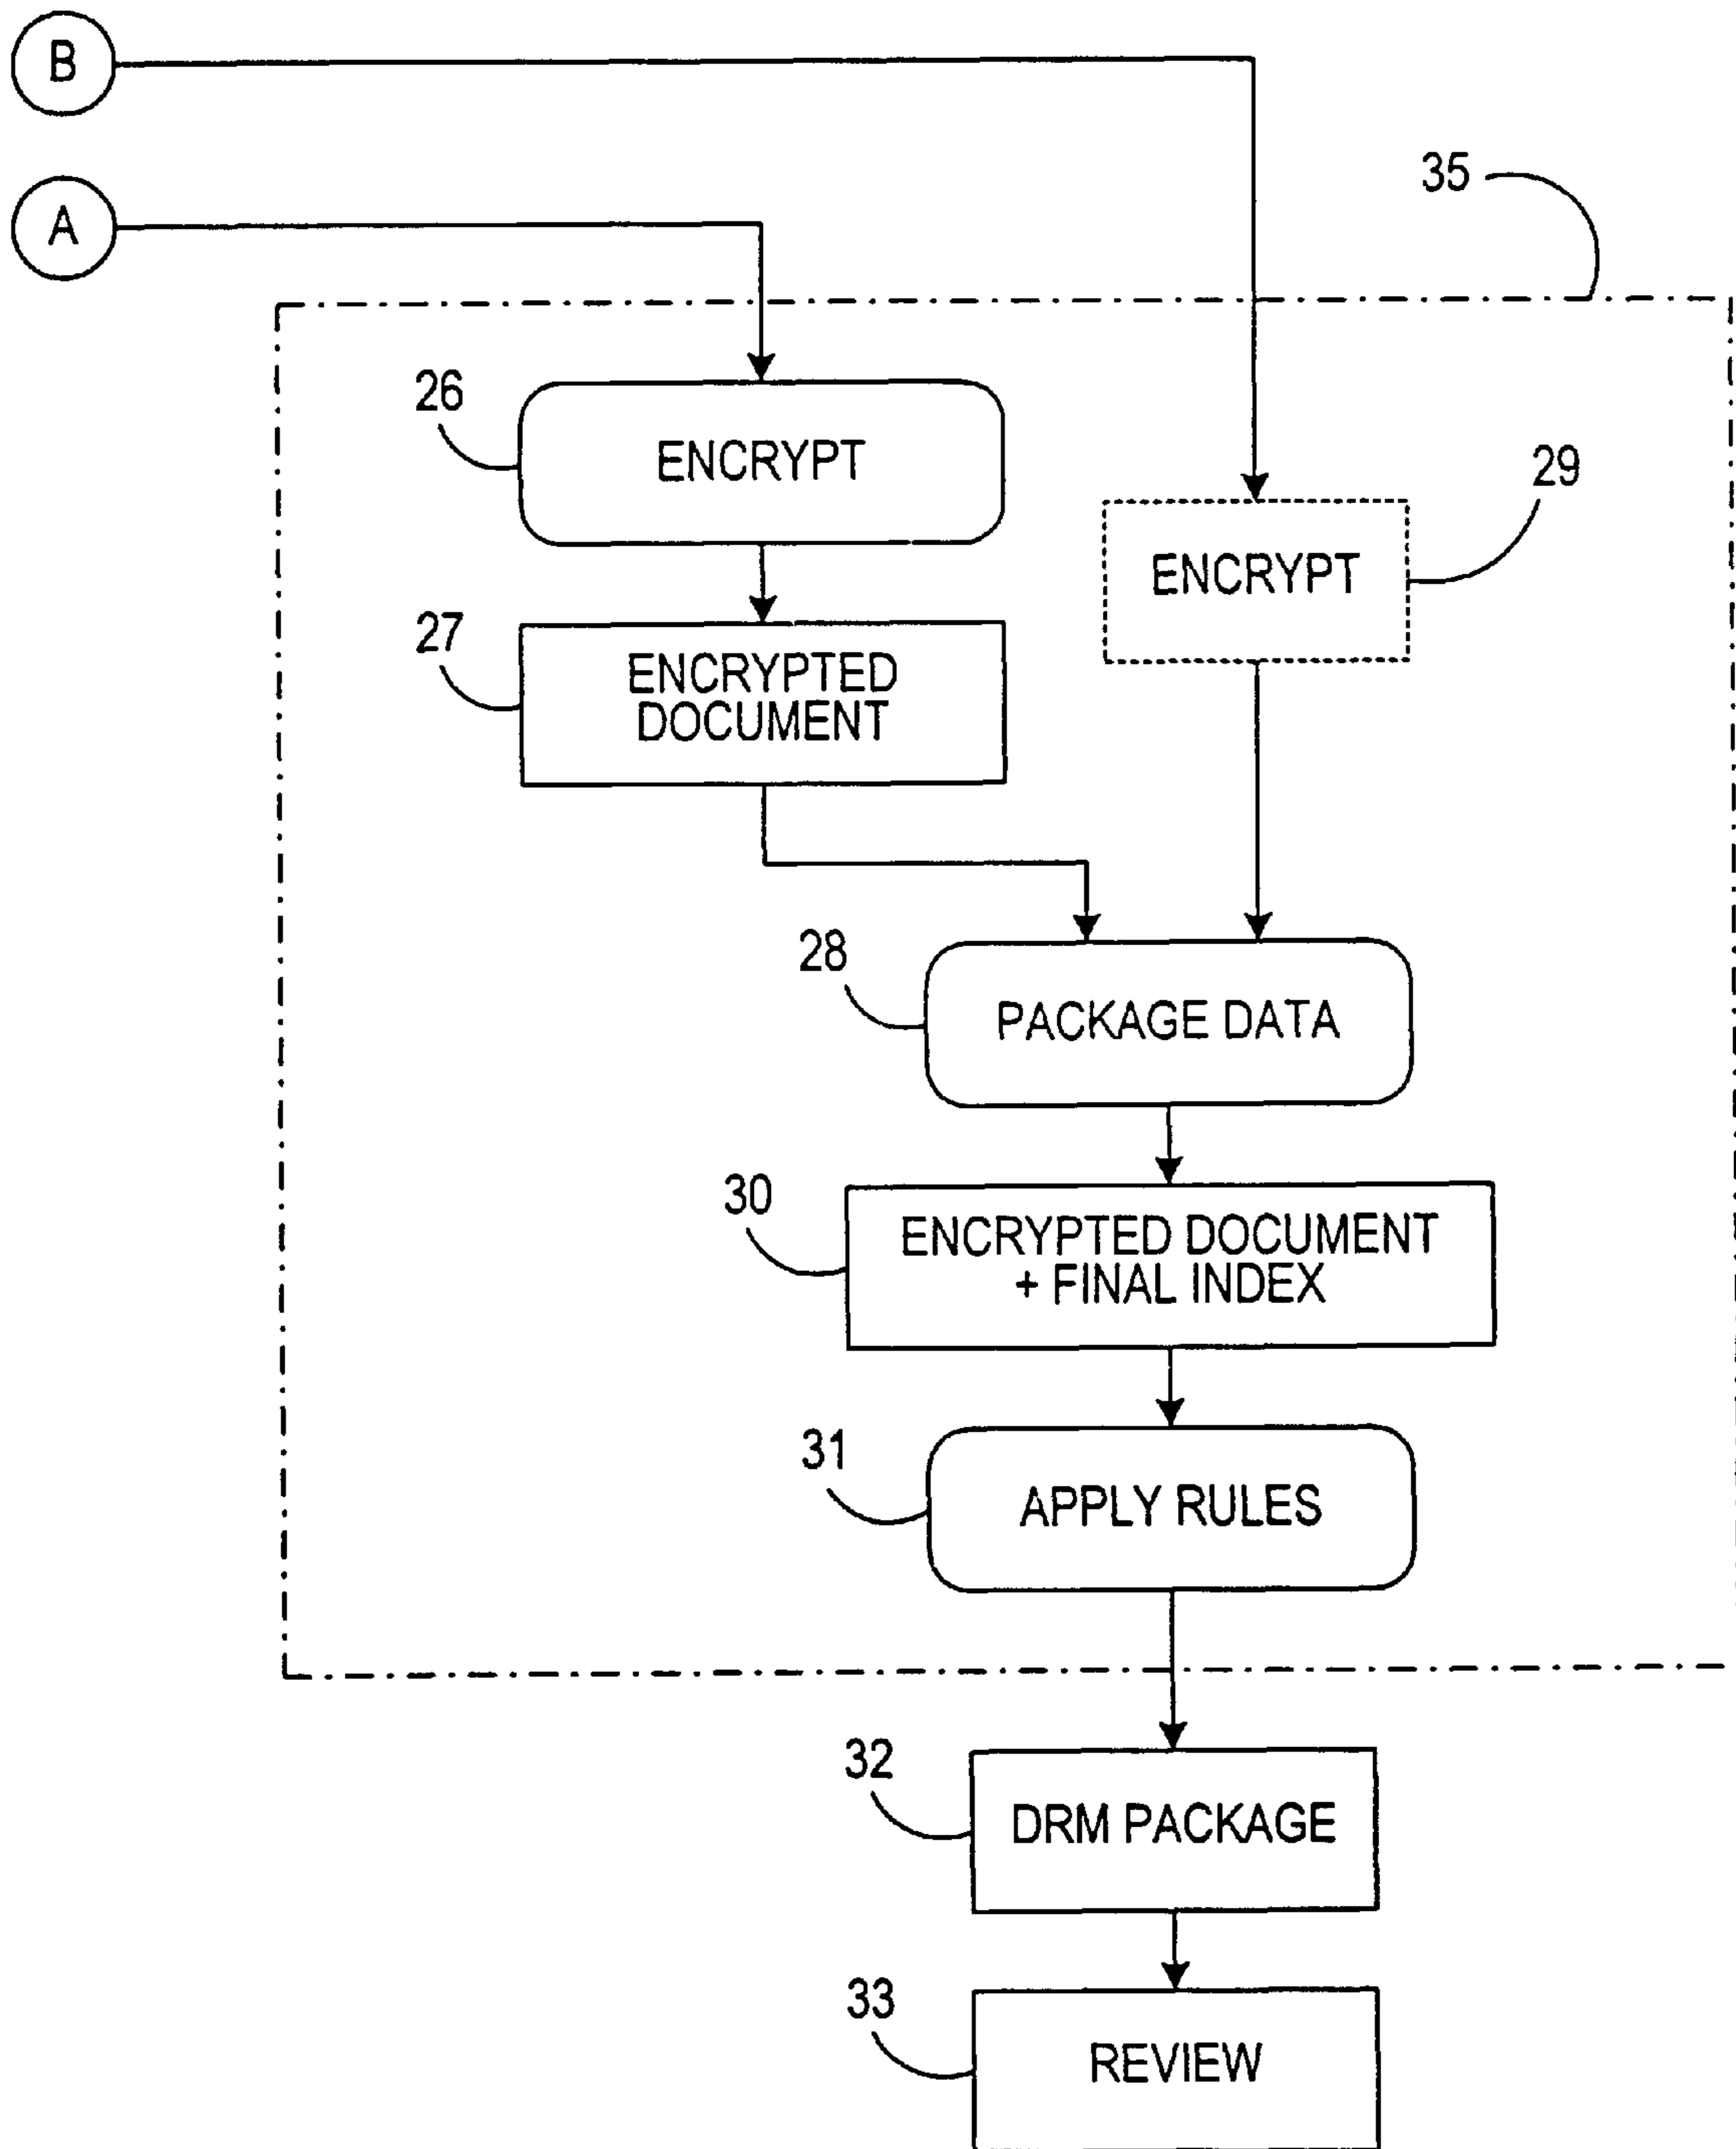 B
35
A
26
ENCRYPT
29
ENCRYPT
27
ENCRYPTED
DOCUMENT
28
PACKAGE DATA
30
ENCRYPTED DOCUMENT
+ FINAL INDEX
31
APPLY RULES
32
DRM PACKAGE
33
REVIEW